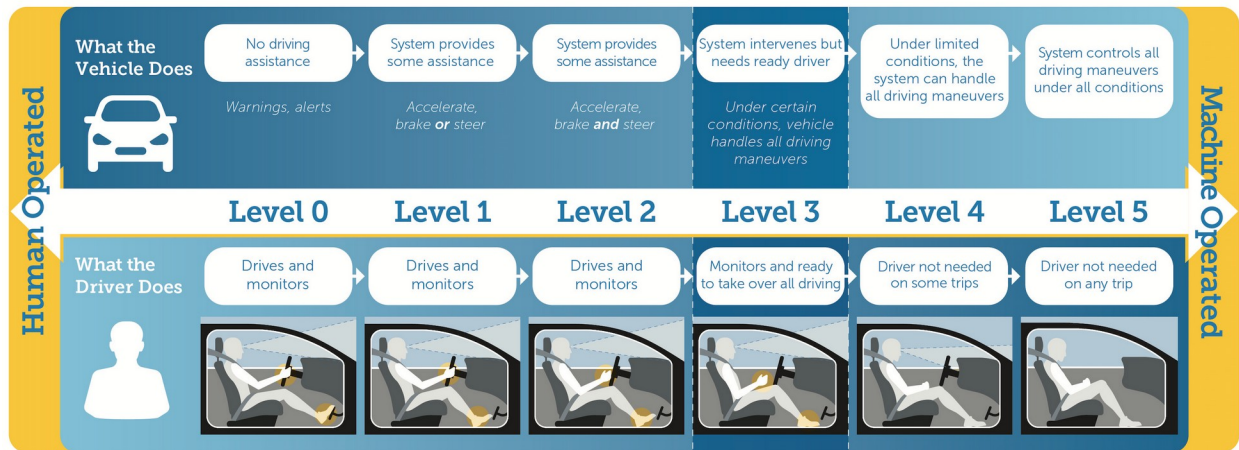 Human Operated
What the
Vehicle Does
No driving
assistance
Warnings, alerts
System provides
some assistance
Accelerate,
brake or steer
System provides
some assistance
Accelerate,
brake and steer
System intervenes but
needs ready driver
Under certain
conditions, vehicle
handles all driving
maneuvers
Under limited
conditions, the
system can handle
all driving maneuvers
System controls all
driving maneuvers
under all conditions
Level 0
Level 1
Level 2
Level 3
Level 4
Level 5
What the
Driver Does
Drives and
monitors
Drives and
monitors
Drives and
monitors
Monitors and ready
to take over all driving
Driver not needed
on some trips
Driver not needed
on any trip
Machine Operated